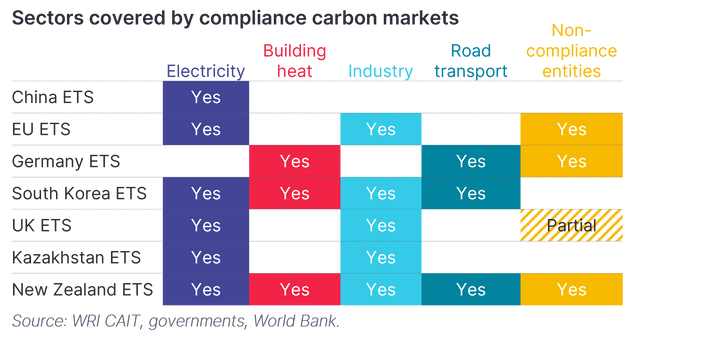 Sectors covered by compliance carbon markets
Electricity
Building
heat
Industry
Road
transport
Non-
compliance
entities
China ETS Yes
EU ETS Yes Yes Yes
Germany ETS Yes Yes Yes
South Korea ETS Yes Yes Yes Yes
UK ETS Yes Yes Partial
Kazakhstan ETS Yes Yes
New Zealand ETS Yes Yes Yes Yes Yes
Source: WRI CAIT, governments, World Bank.